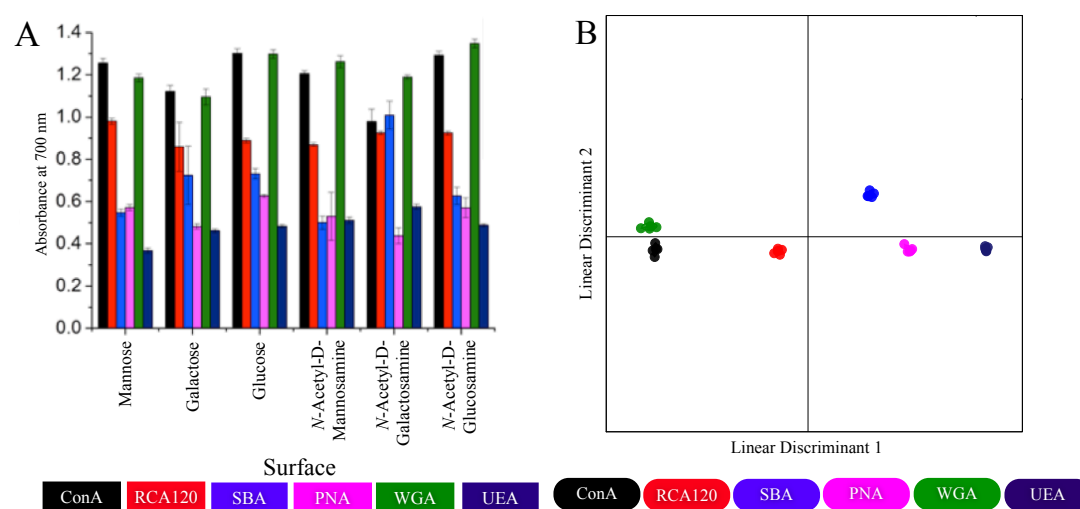 A
Absorbance at 700 nm
1.4
1.2
1.0
0.8
0.6
0.4
0.2
0.0
Mannose
Galactose
Glucose
N-Acetyl-D-
Mannosamine
N-Acetyl-D-
Galactosamine
N-Acetyl-D-
Glucosamine
Surface
ConA RCA120 SBA PNA WGA UEA
B
Linear Discriminant 2
Linear Discriminant 1
ConA RCA120 SBA PNA WGA UEA